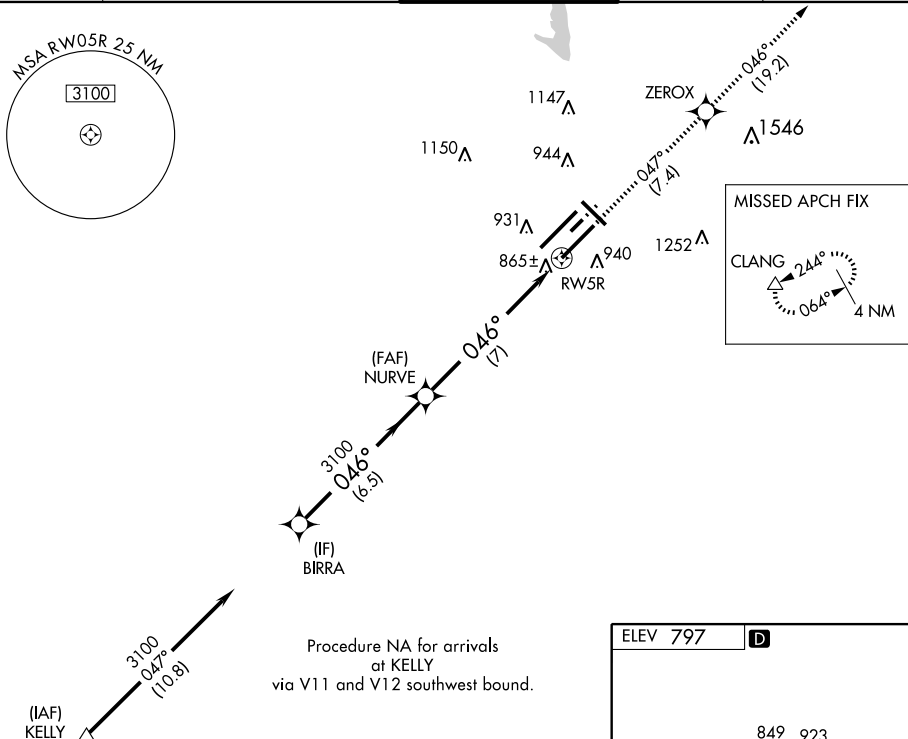 MSA RW05R 25 NM
3100
1147
1150
944
931
865±
940
1252
1546
ZEROX
046°
(19.2)
047°
(7.4)
RW5R
MISSED APCH FIX
CLANG
244°
064°
4 NM
046°
(7)
(FAF)
NURVE
3100
046°
(6.5)
(IF)
BIRRA
3100
047°
(10.8)
(IAF)
KELLY
Procedure NA for arrivals
at KELLY
via V11 and V12 southwest bound.
ELEV 797 D
849 923